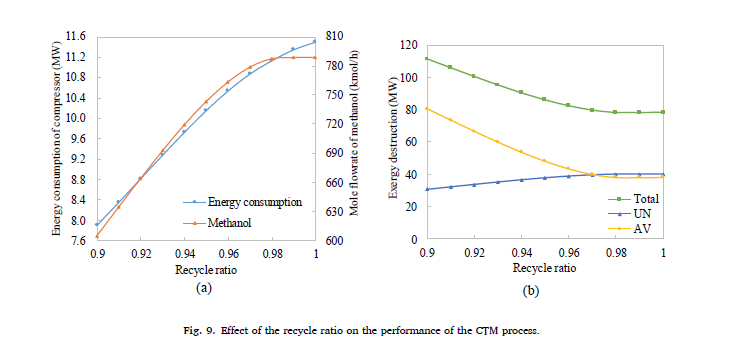 Energy consumption of compressor (MW)
11.6
11.2
10.8
10.4
10.0
9.6
9.2
8.8
8.4
8.0
7.6
810
780
750
720
690
660
630
600
Mole flowrate of methanol (kmol/h)
Energy consumption
Methanol
0.9 0.92 0.94 0.96 0.98 1
Recycle ratio
(a)
Exergy destruction (MW)
120
100
80
60
40
20
0
Total
UN
AV
0.9 0.92 0.94 0.96 0.98 1
Recycle ratio
(b)
Fig. 9. Effect of the recycle ratio on the performance of the CTM process.